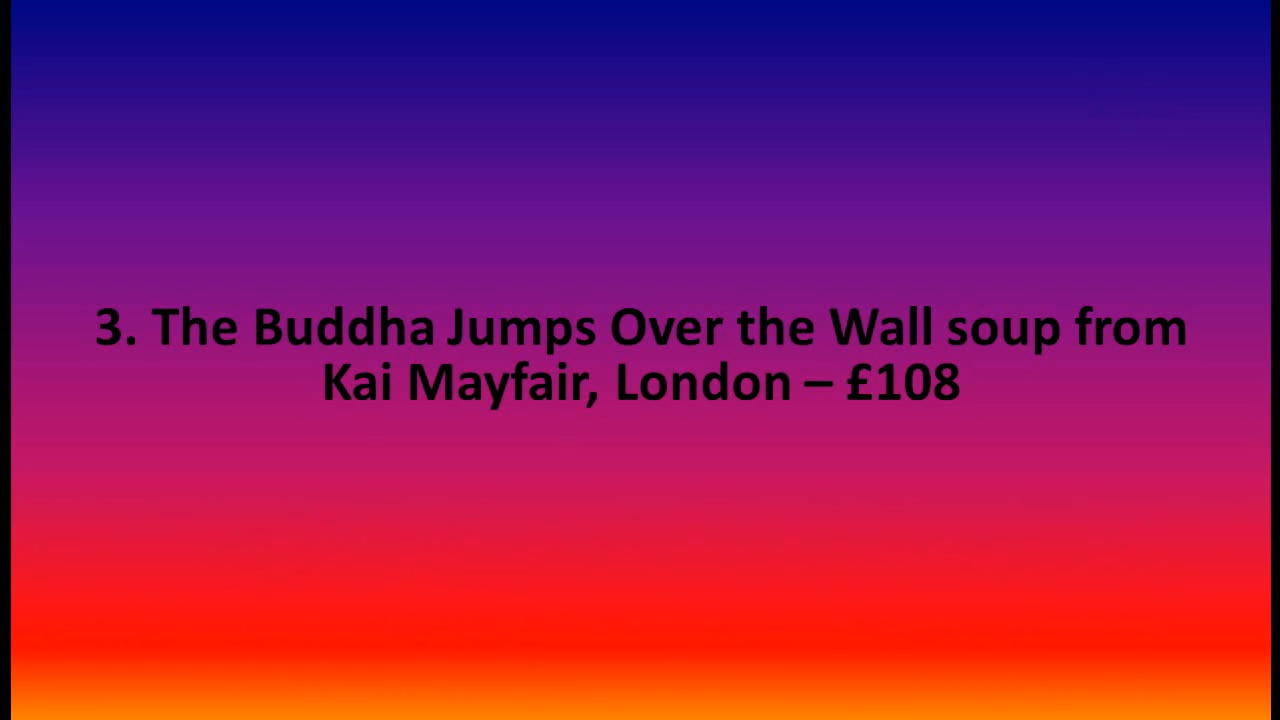 3. The Buddha Jumps Over the Wall soup from
Kai Mayfair, London – £108